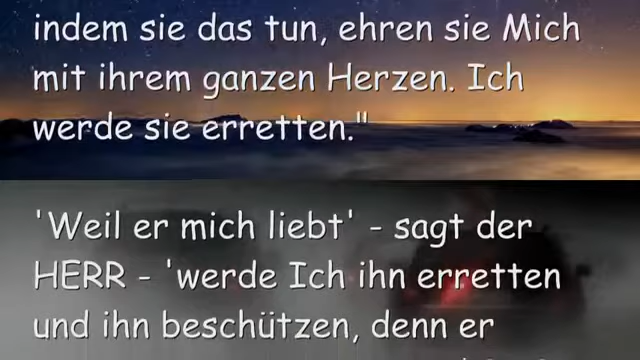 indem sie das tun, ehren sie Mich
mit ihrem ganzen Herzen. Ich
werde sie erretten."
'Weil er mich liebt' - sagt der
HERR - 'werde Ich ihn erretten
und ihn beschützen, denn er